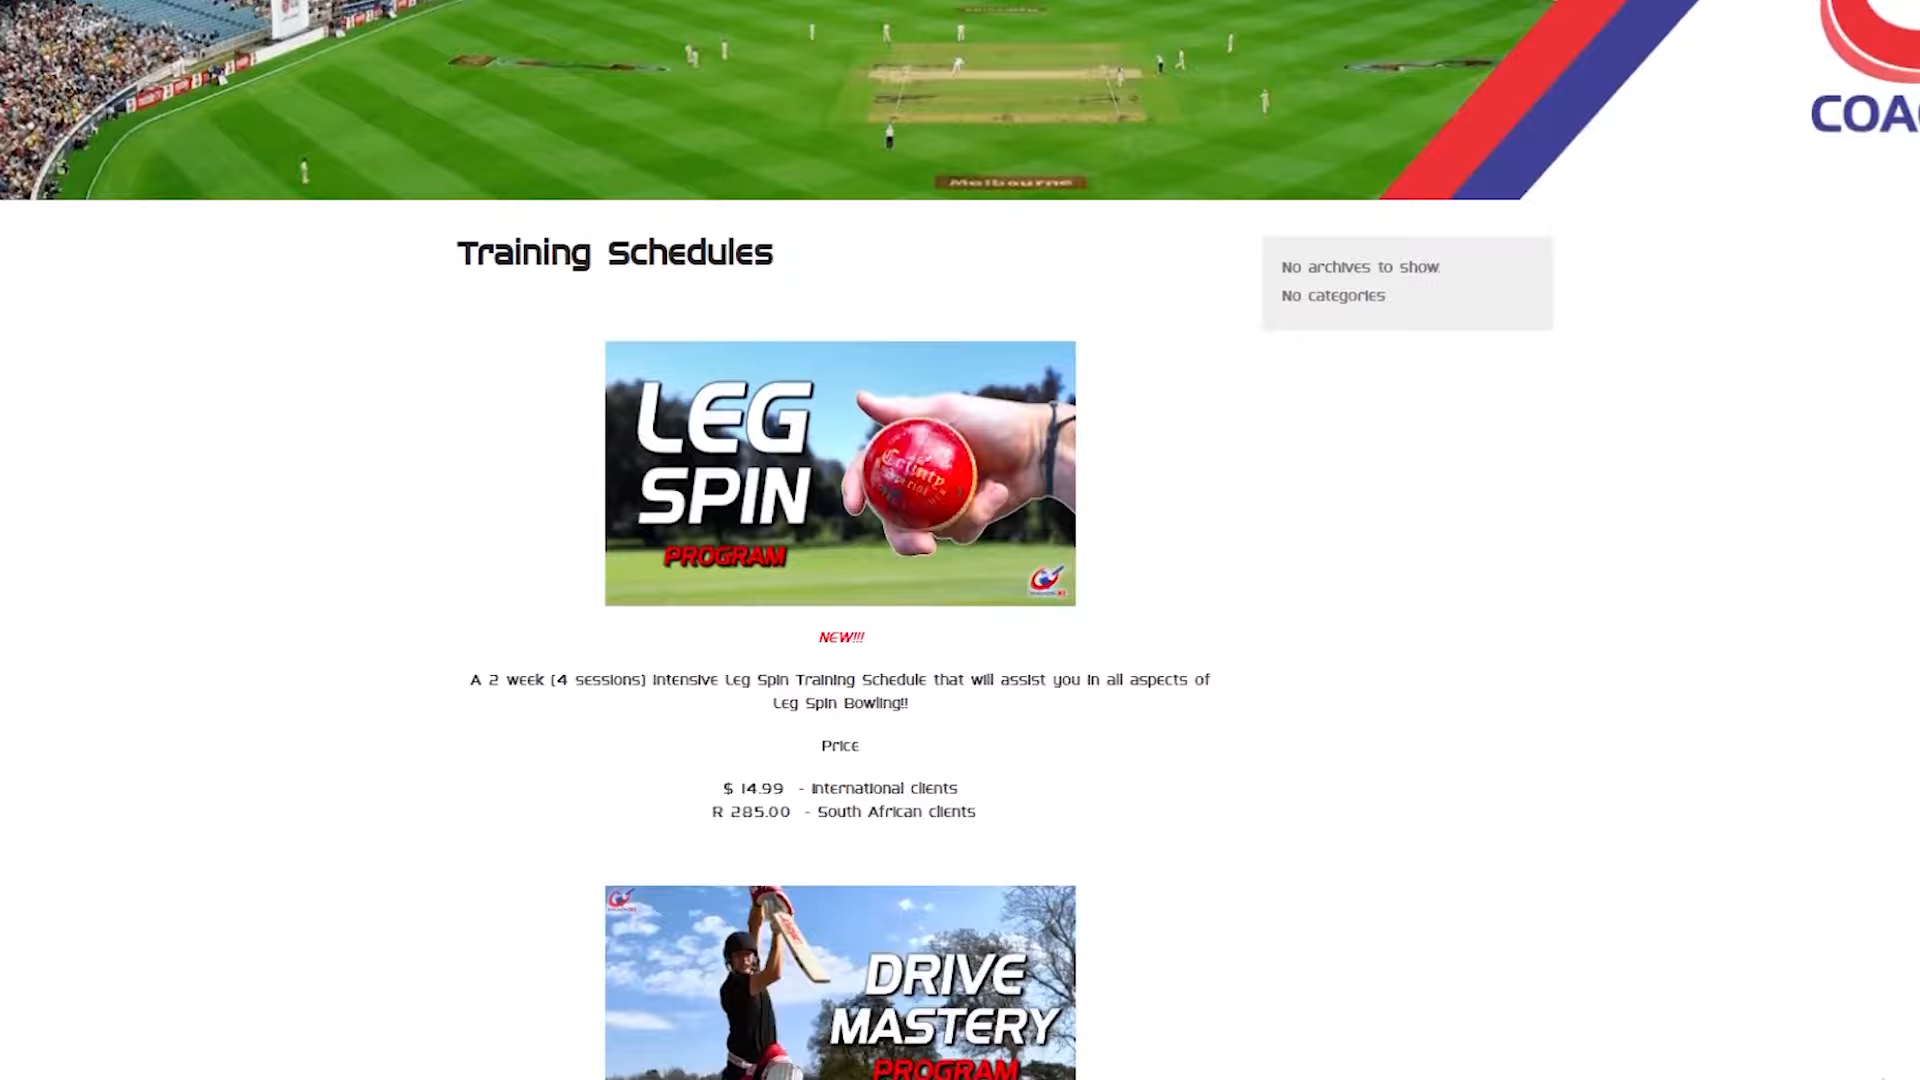 Melbourne
COA
Training Schedules
No archives to show.
No categories
LEG
SPIN
PROGRAM
County
NEW!!!
A 2 week (4 sessions) intensive Leg Spin Training Schedule that will assist you in all aspects of
Leg Spin Bowling!!
Price
$ 14.99 - International clients
R 285.00 - South African clients
DRIVE
MASTERY
PROGRAM